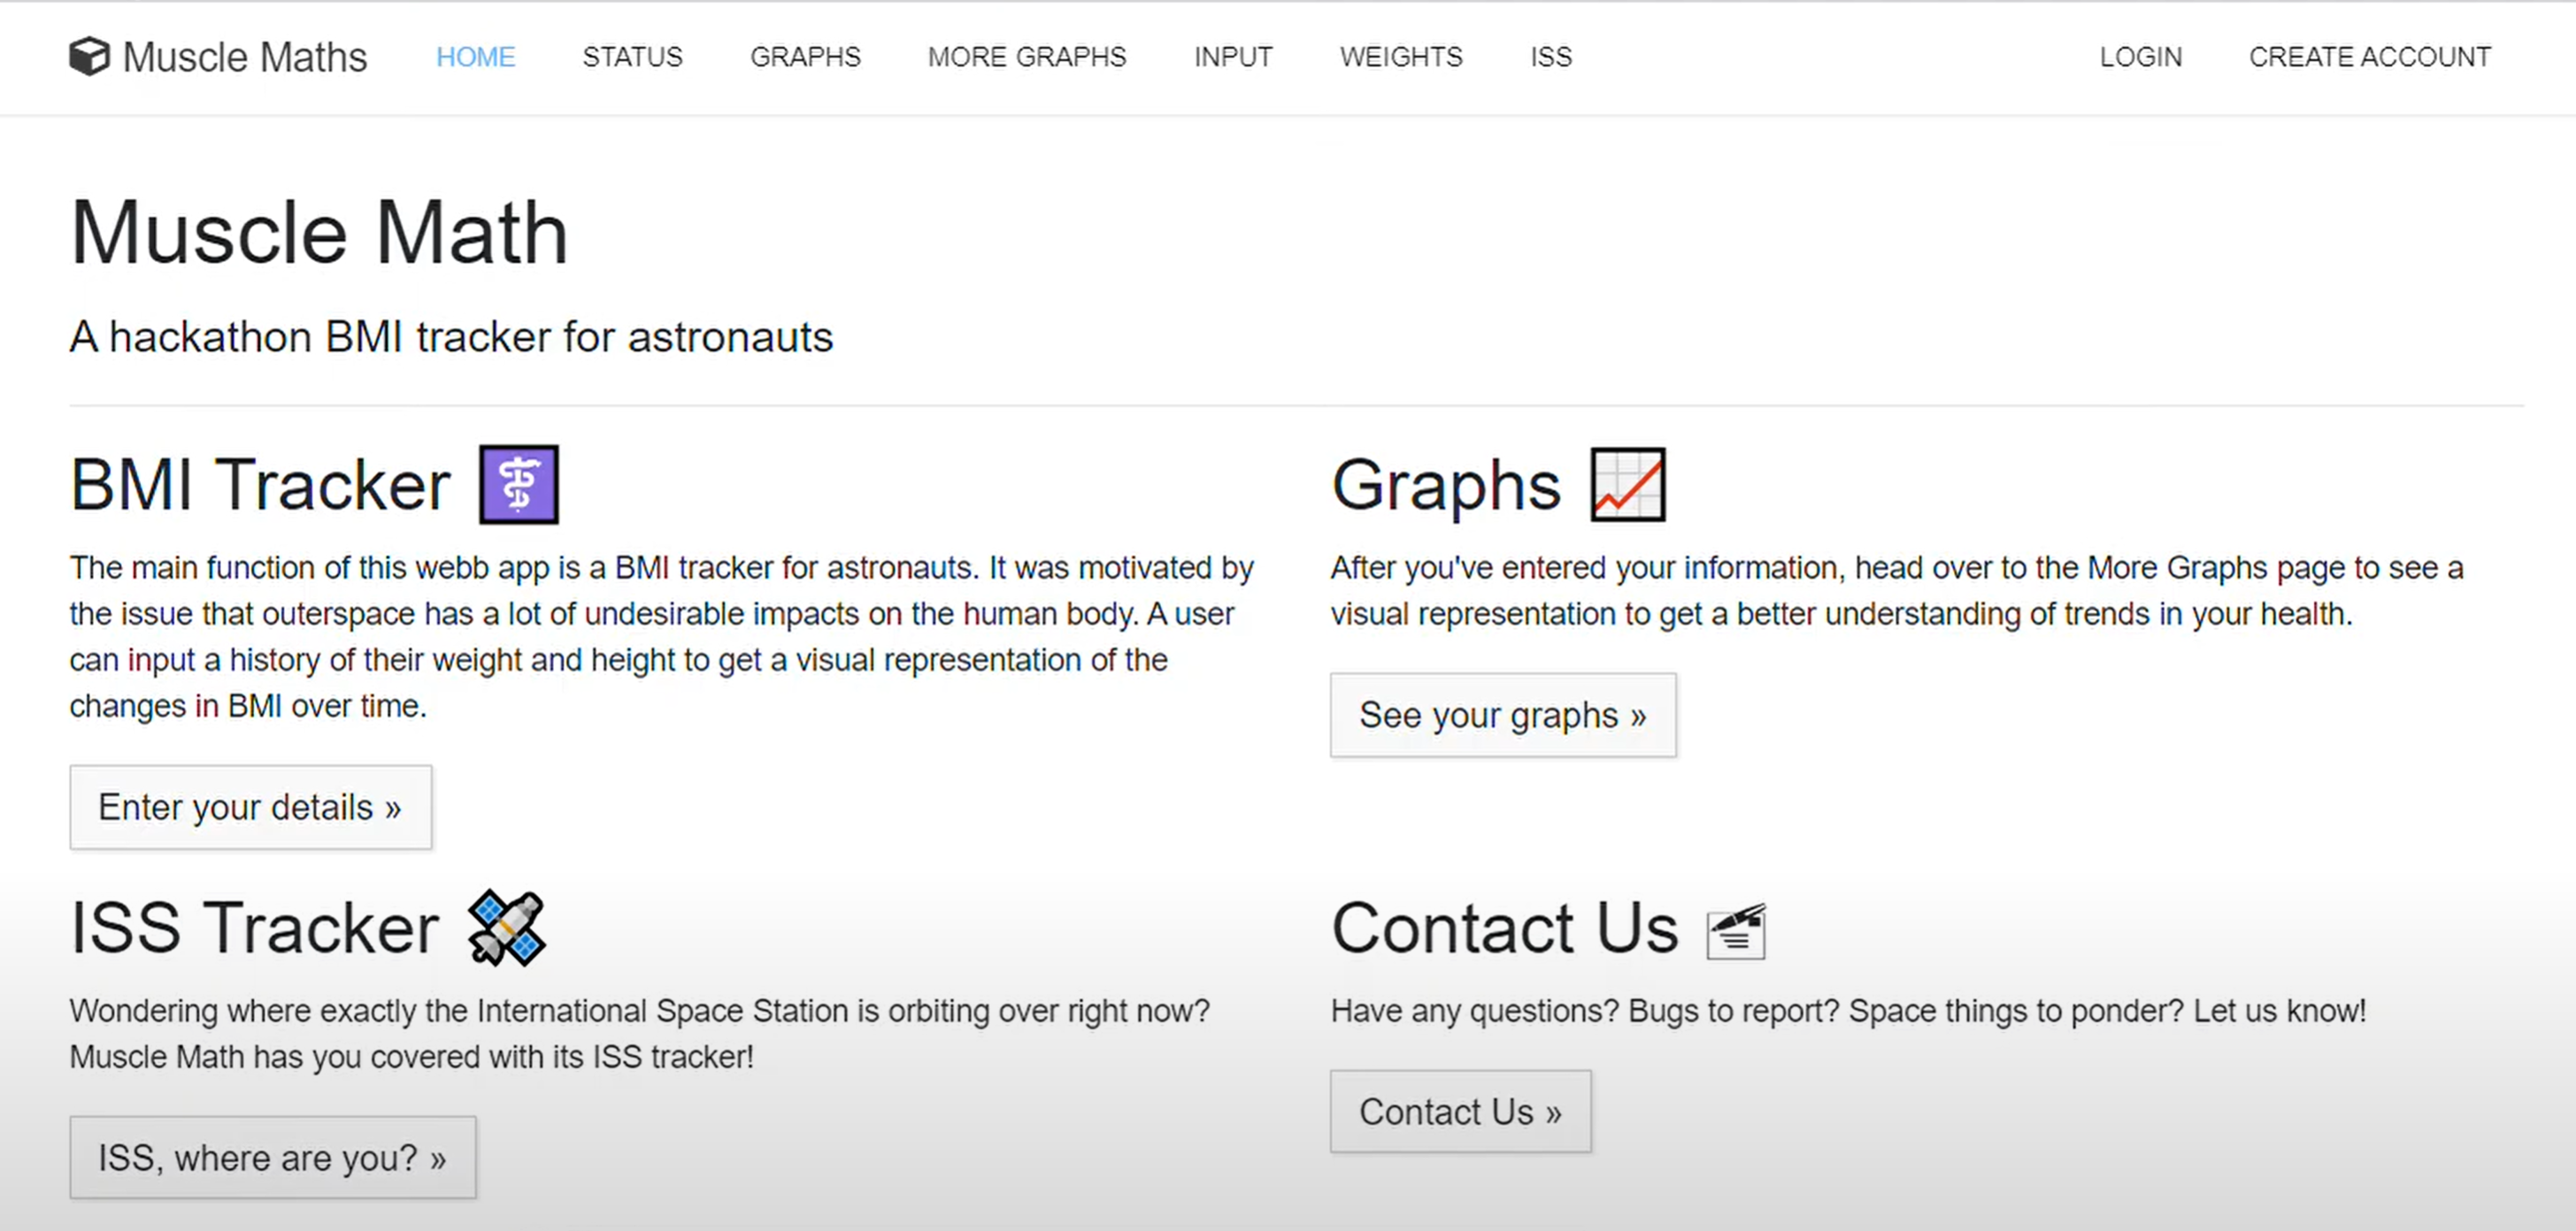 Muscle Maths HOME STATUS GRAPHS MORE GRAPHS INPUT WEIGHTS ISS LOGIN CREATE ACCOUNT
Muscle Math
A hackathon BMI tracker for astronauts
BMI Tracker
The main function of this webb app is a BMI tracker for astronauts. It was motivated by
the issue that outerspace has a lot of undesirable impacts on the human body. A user
can input a history of their weight and height to get a visual representation of the
changes in BMI over time.
Enter your details »
Graphs
After you've entered your information, head over to the More Graphs page to see a
visual representation to get a better understanding of trends in your health.
See your graphs »
ISS Tracker
Wondering where exactly the International Space Station is orbiting over right now?
Muscle Math has you covered with its ISS tracker!
ISS, where are you? »
Contact Us
Have any questions? Bugs to report? Space things to ponder? Let us know!
Contact Us »